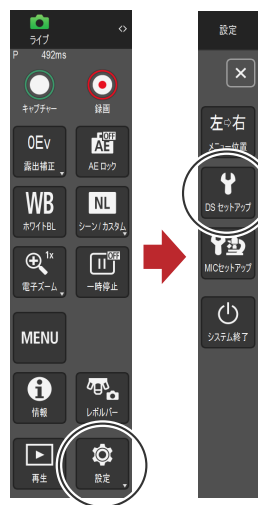 ライブ
P 492ms
キャプチャー
録画
0Ev
露出補正
OFF
AE
AE ロック
WB
ホワイトBL
NL
シーン/カスタム
1x
電子ズーム
OFF
一時停止
MENU
情報
レボルバー
再生
設定
設定
左⇨右
メニュー位置
DS セットアップ
MICセットアップ
システム終了